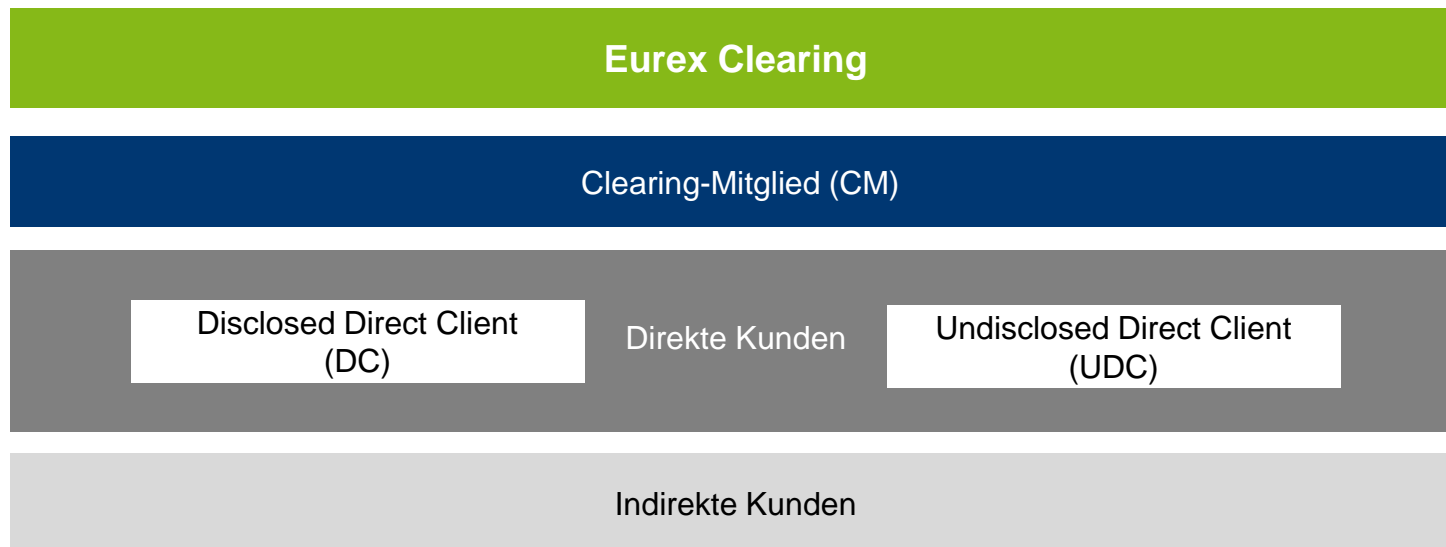 Eurex Clearing
Clearing-Mitglied (CM)
Disclosed Direct Client
(DC)
Direkte Kunden
Undisclosed Direct Client
(UDC)
Indirekte Kunden